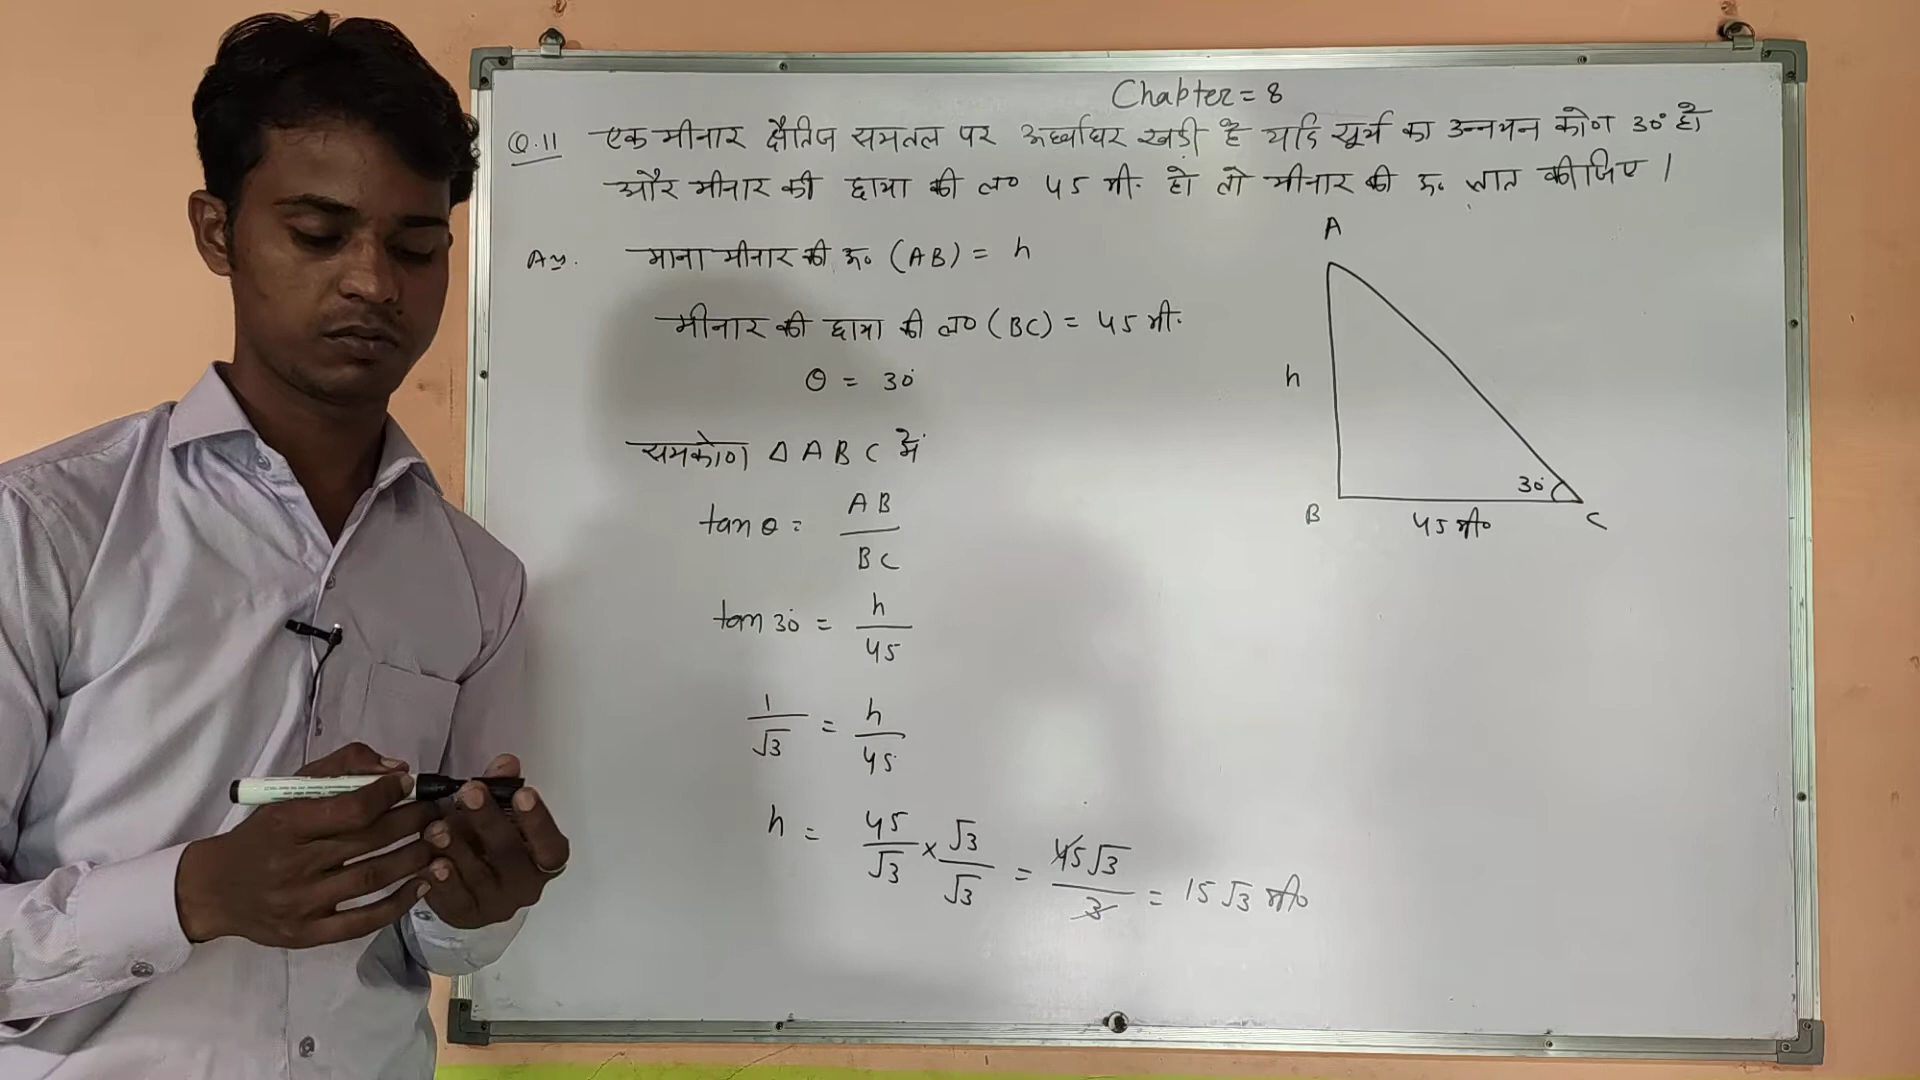 Chapter = 8
Q.11 एक मीनार क्षैतिज समतल पर ऊर्ध्वाधर खड़ी है यदि सूर्य का उन्नयन कोण 30° हो
और मीनार की छाया की ल० 45 मी. हो तो मीनार की ऊ. ज्ञात कीजिए।
Ans. माना मीनार की ऊ० (AB) = h
मीनार की छाया की ल० (BC) = 45 मी.
θ = 30°
समकोण Δ A B C में
tan θ = AB / BC
tan 30° = h / 45
1 / √3 = h / 45
h = 45 / √3 × √3 / √3 = 45√3 / 3 = 15√3 मी०
A
h
30°
B
45 मी०
C